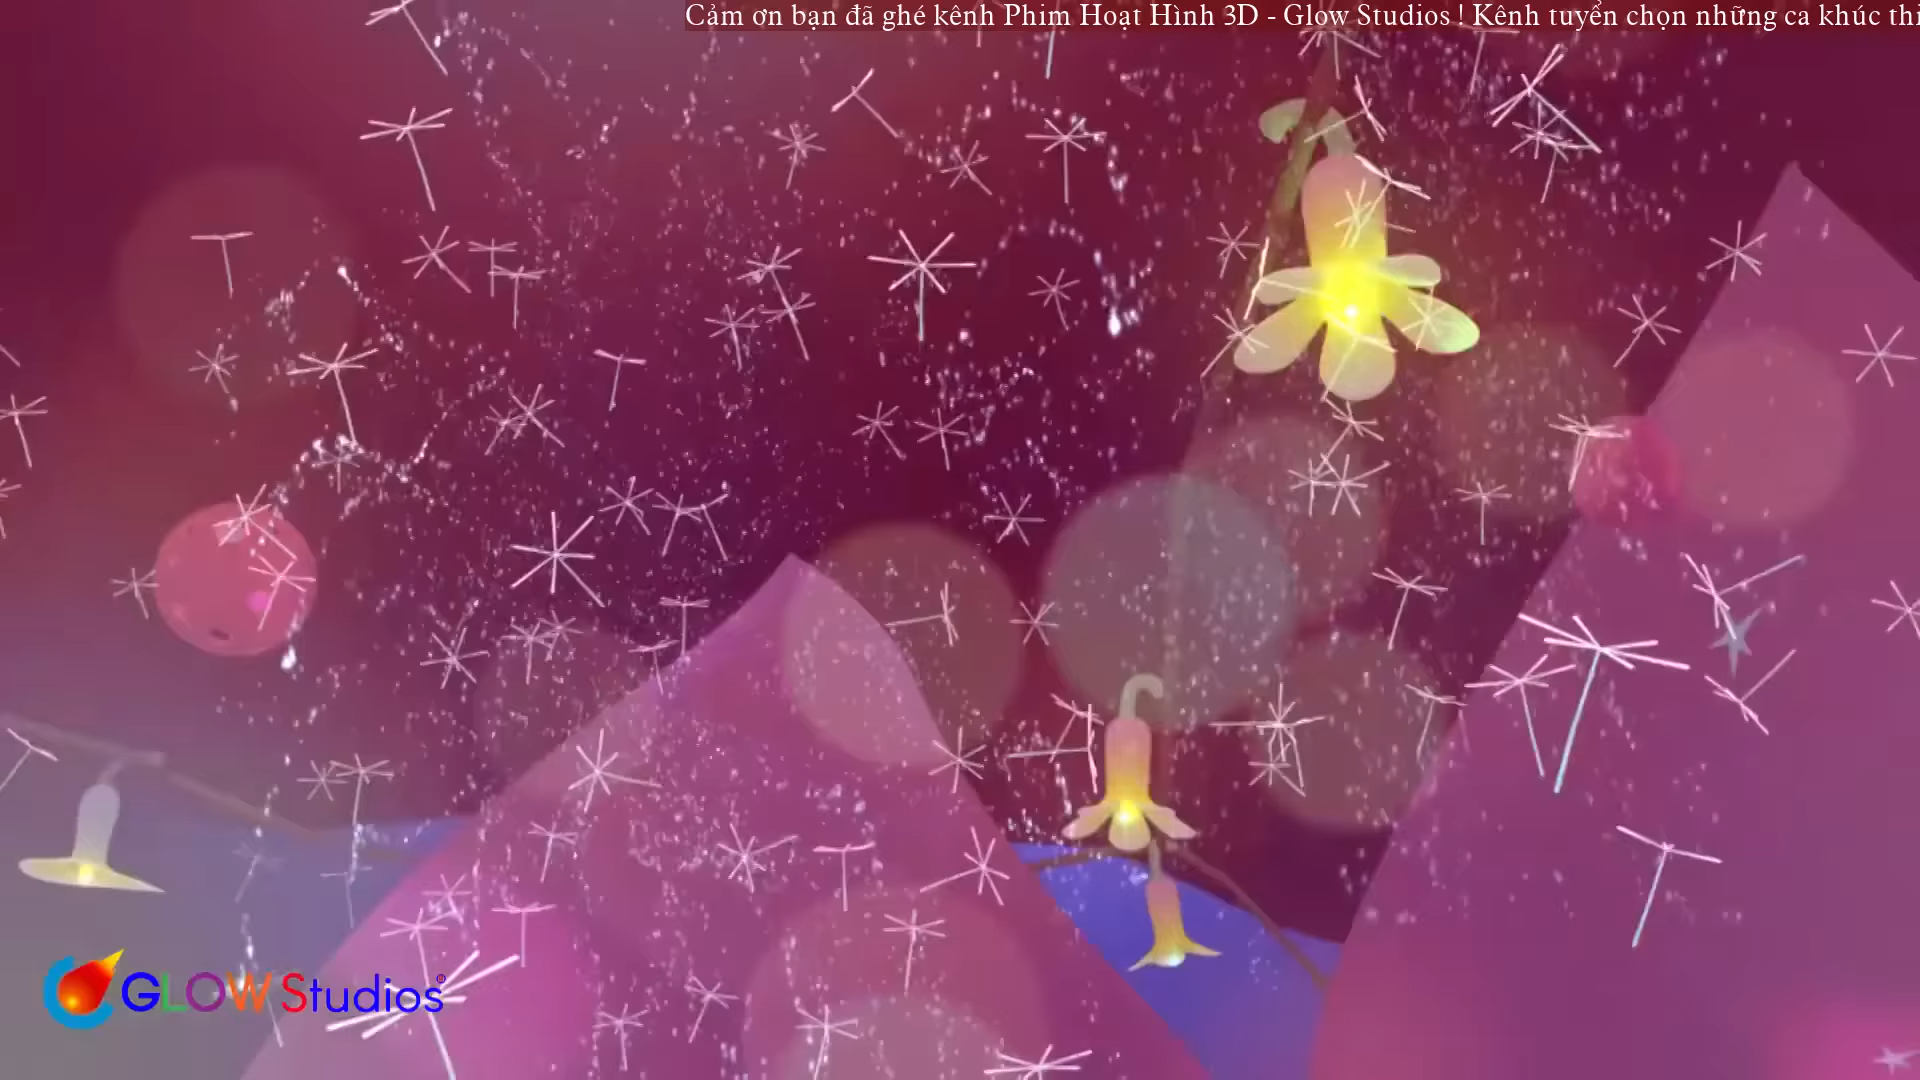 Cảm ơn bạn đã ghé kênh Phim Hoạt Hình 3D - Glow Studios ! Kênh tuyển chọn những ca khúc thi
GLOW Studios